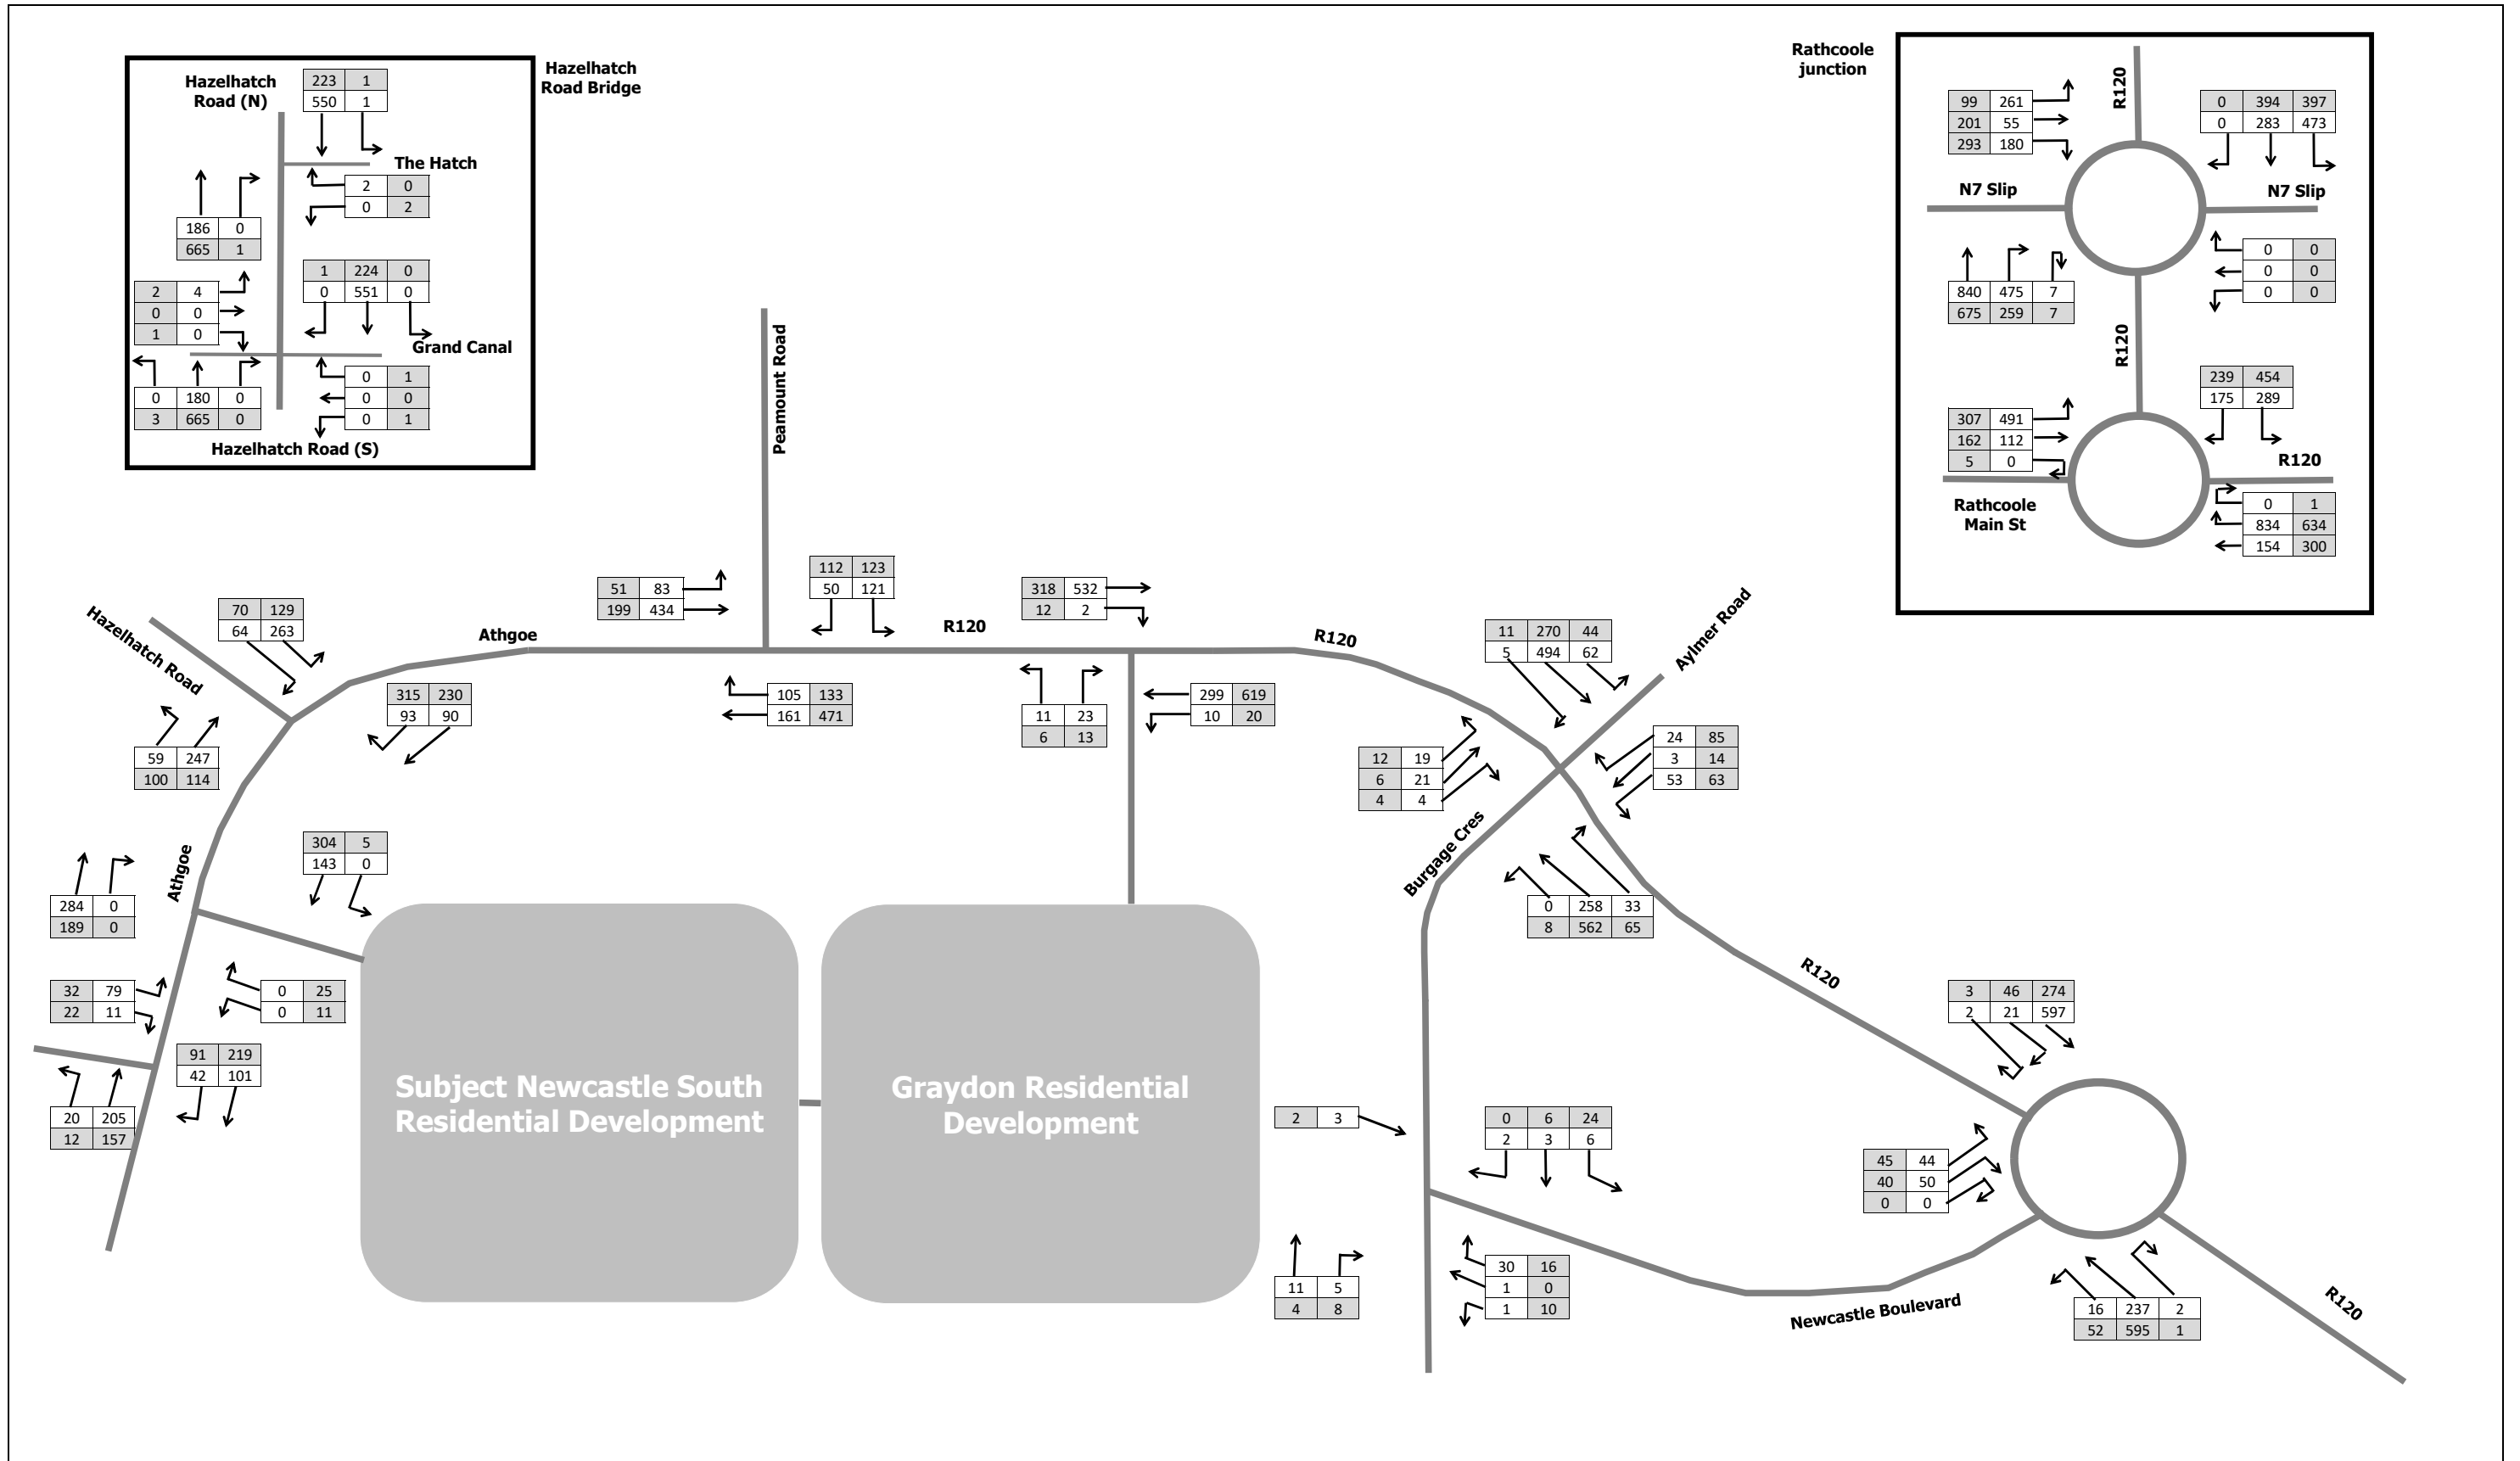 Hazelhatch
Road (N)
223 1
550 1
Hazelhatch
Road Bridge
The Hatch
2 0
0 2
186 0
665 1
1 224 0
0 551 0
2 4
0 0
1 0
Grand Canal
0 1
0 0
0 1
0 180 0
3 665 0
Hazelhatch Road (S)
Rathcoole
junction
R120
99 261
201 55
293 180
0 394 397
0 283 473
N7 Slip
N7 Slip
0 0
0 0
0 0
840 475 7
675 259 7
R120
239 454
175 289
307 491
162 112
5 0
R120
Rathcoole
Main St
0 1
834 634
154 300
Peamount Road
Hazelhatch Road
70 129
64 263
Athgoe
51 83
199 434
112 123
50 121
R120
318 532
12 2
R120
11 270 44
5 494 62
Aylmer Road
59 247
100 114
315 230
93 90
105 133
161 471
11 23
6 13
299 619
10 20
12 19
6 21
4 4
24 85
3 14
53 63
Burgage Cres
0 258 33
8 562 65
Athgoe
304 5
143 0
284 0
189 0
32 79
22 11
0 25
0 11
91 219
42 101
20 205
12 157
Subject Newcastle South
Residential Development
Graydon Residential
Development
R120
3 46 274
2 21 597
2 3
0 6 24
2 3 6
45 44
40 50
0 0
11 5
4 8
30 16
1 0
1 10
Newcastle Boulevard
16 237 2
52 595 1
R120